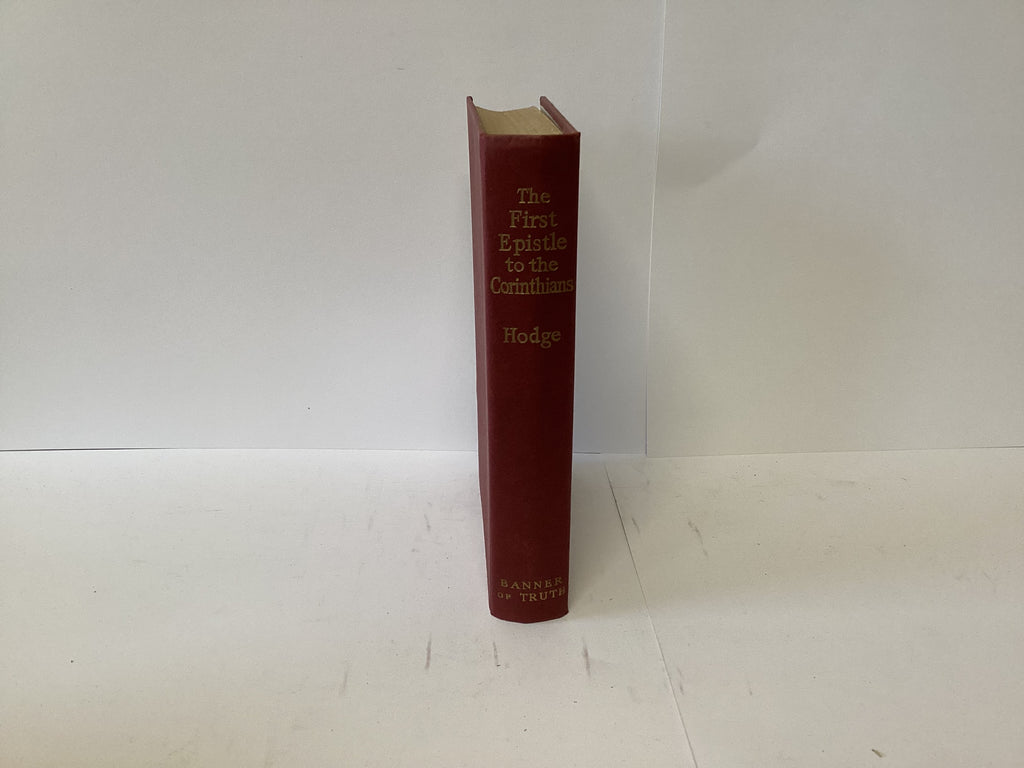 The
First
Epistle
to the
Corinthians
Hodge
BANNER
OF TRUTH